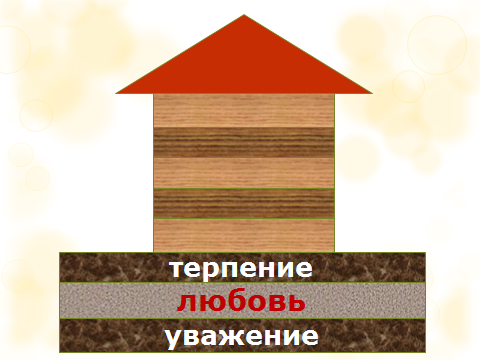 терпение
любовь
уважение